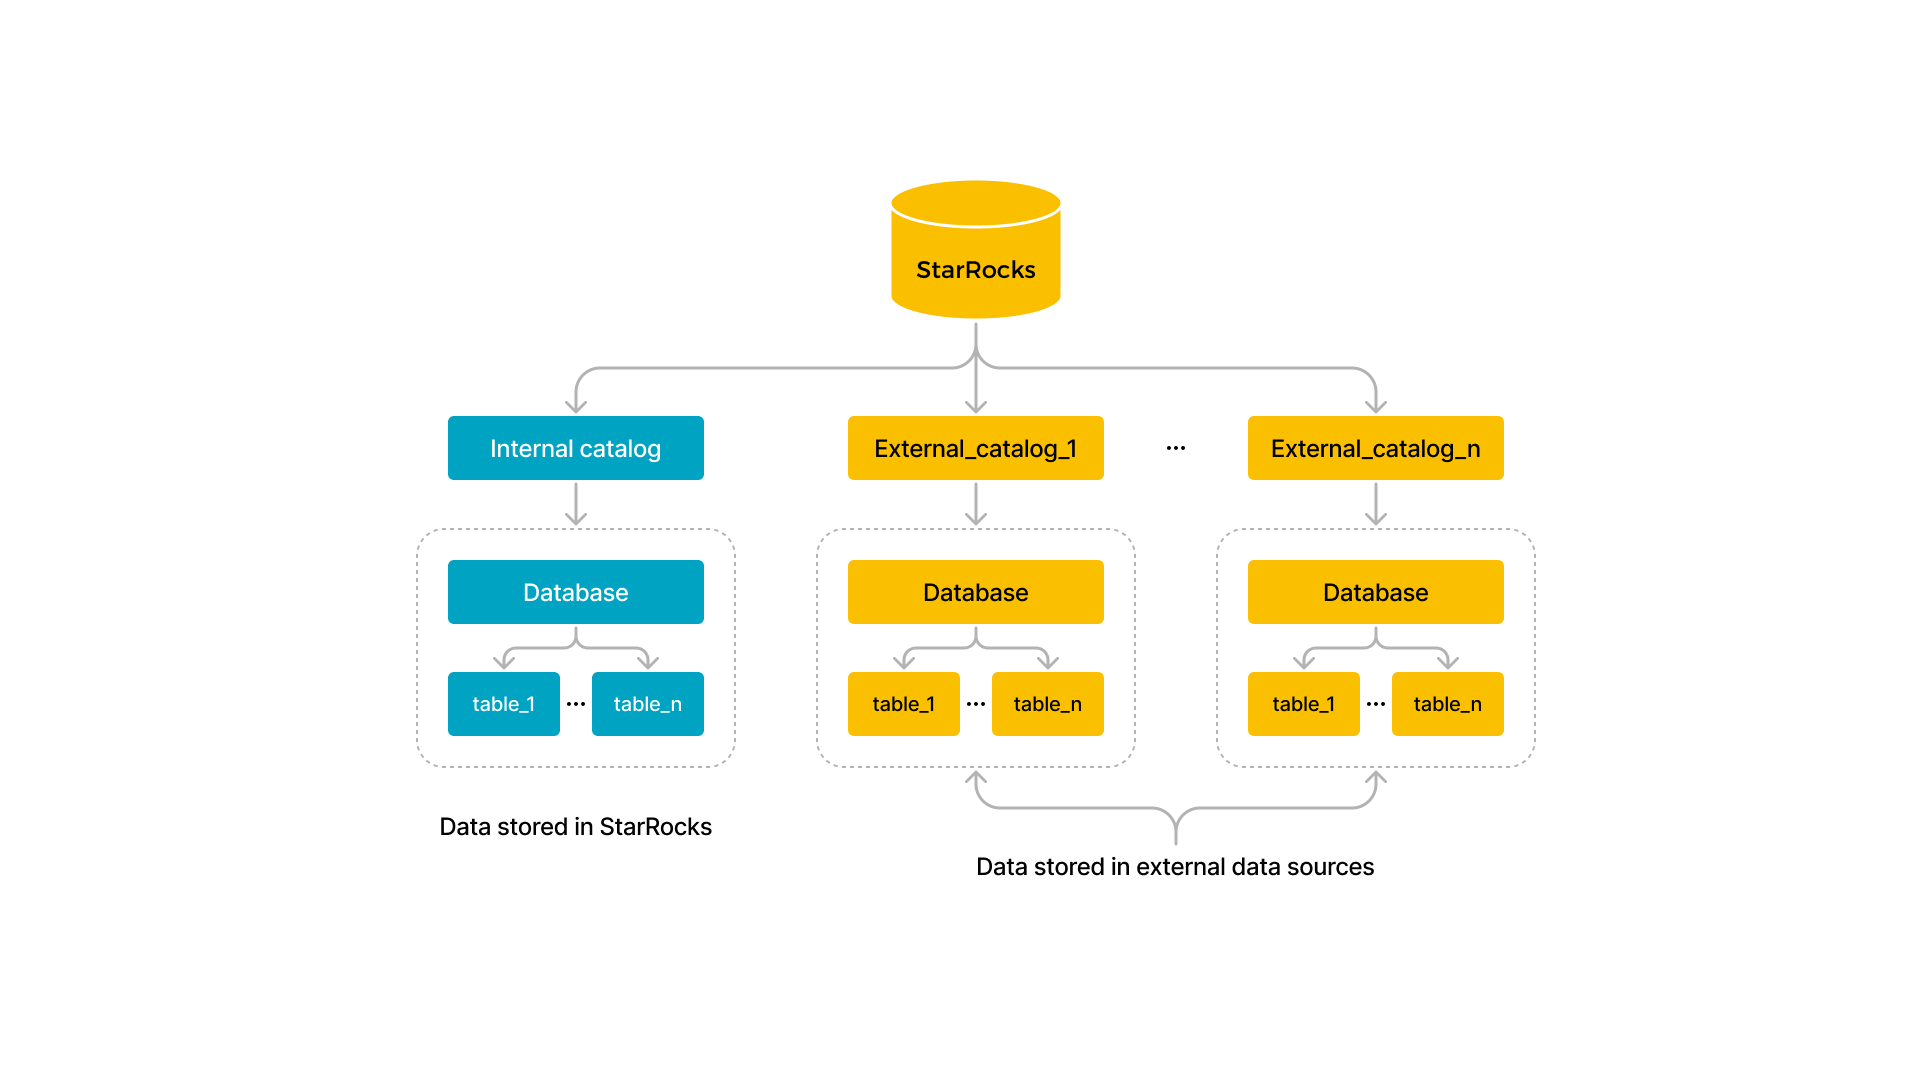 StarRocks
Internal catalog
External_catalog_1
...
External_catalog_n
Database
Database
Database
table_1
...
table_n
table_1
...
table_n
table_1
...
table_n
Data stored in StarRocks
Data stored in external data sources